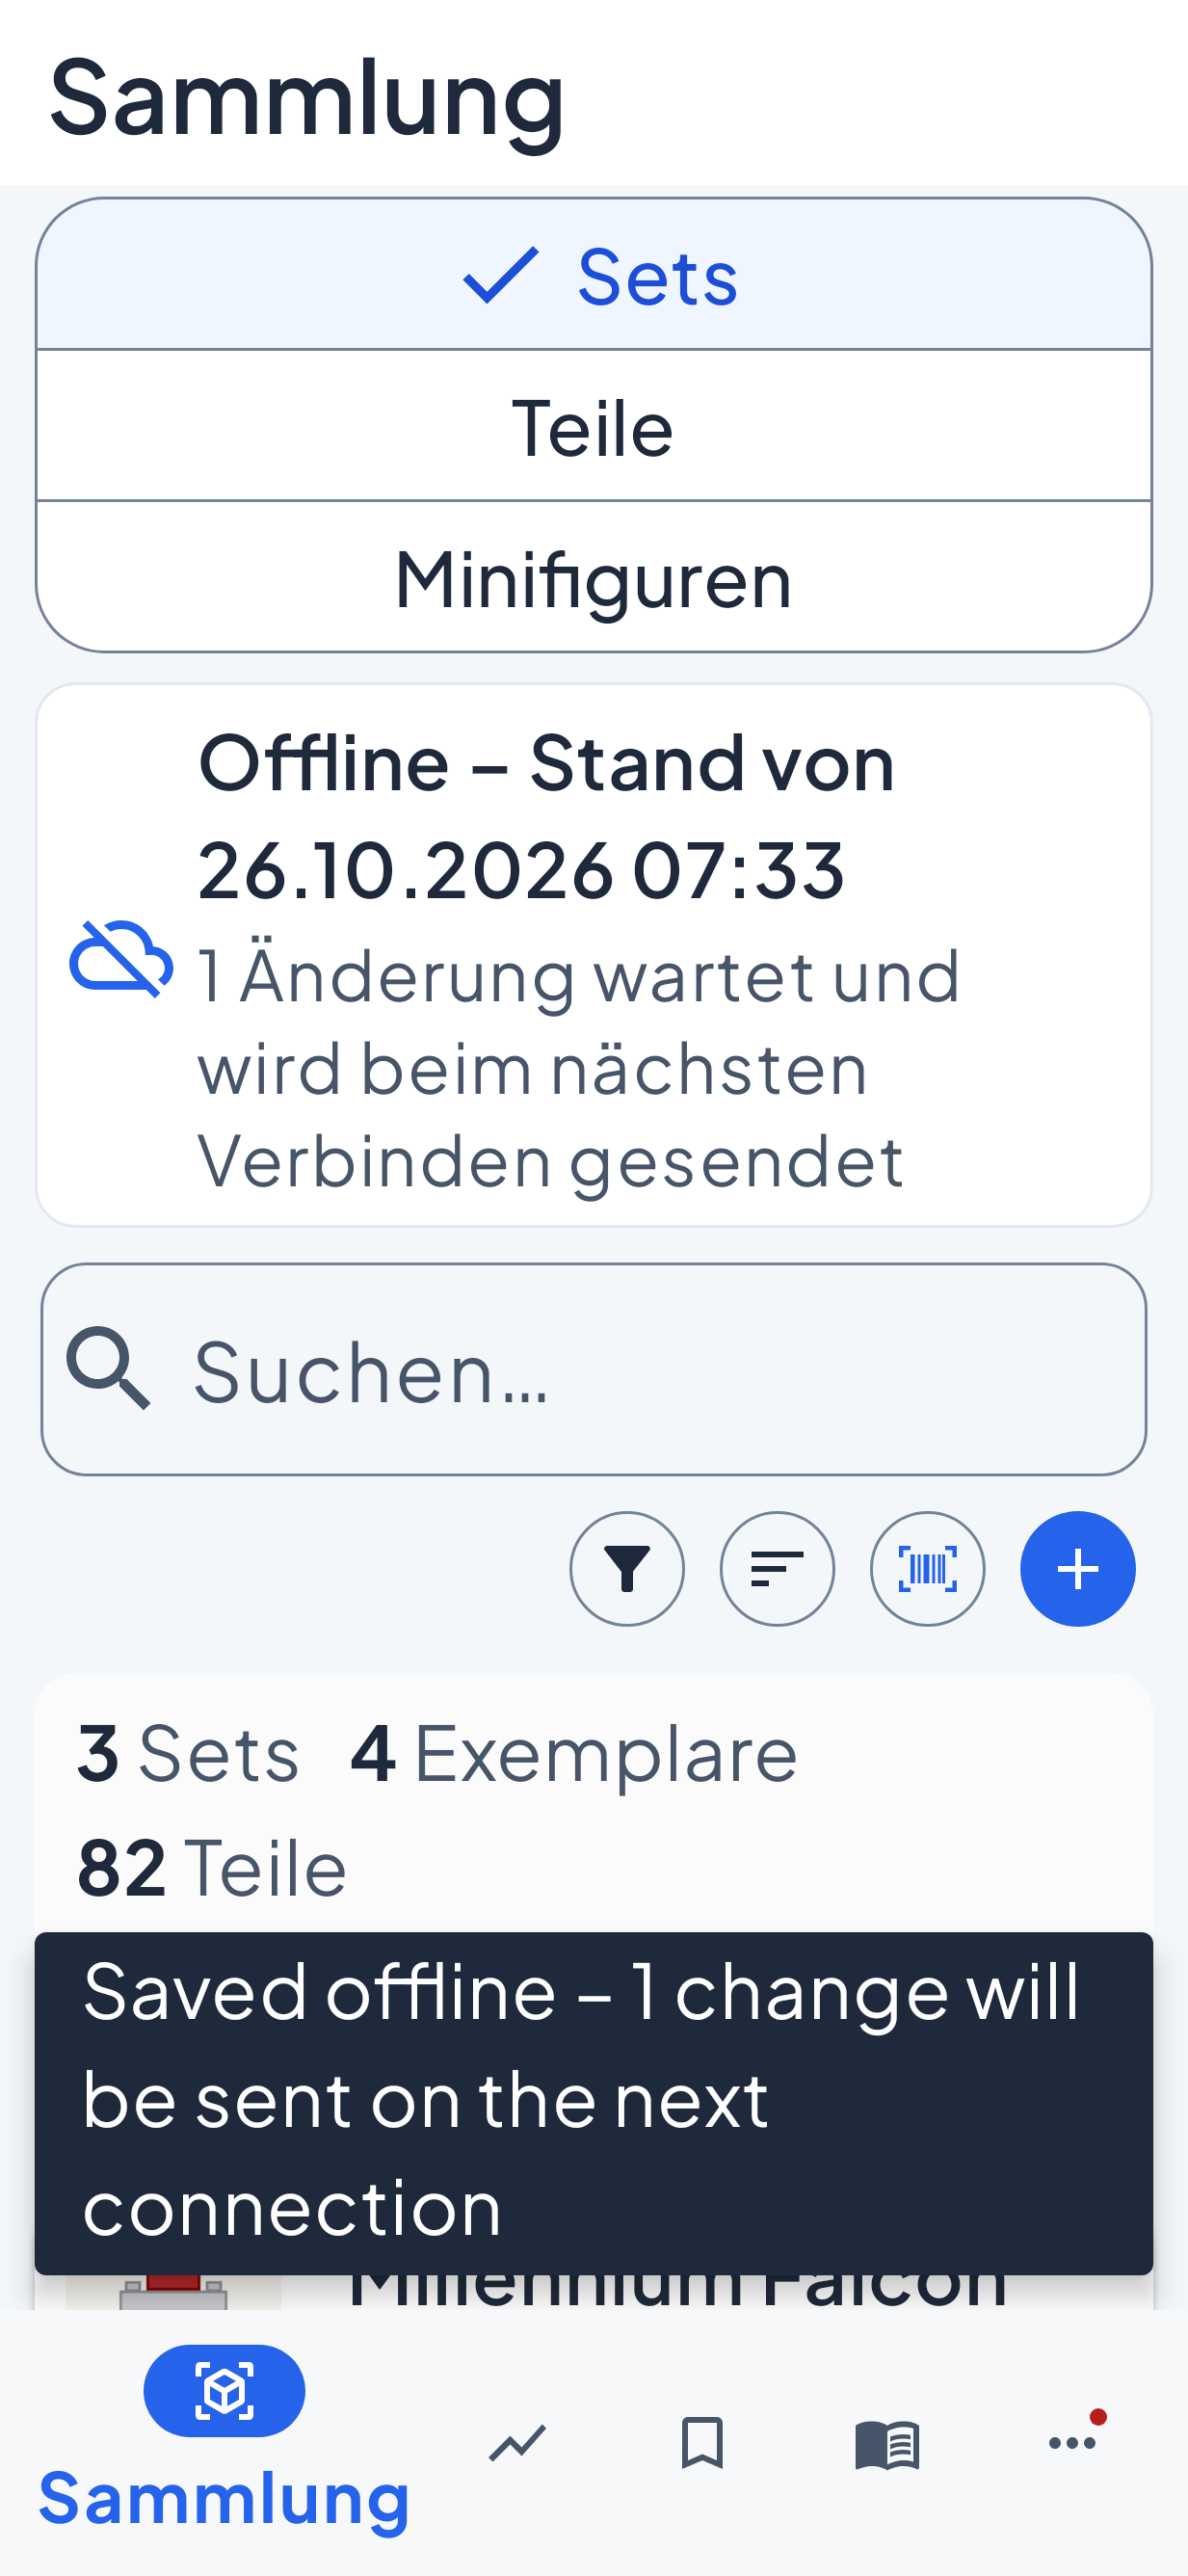 Sammlung
Sets
Teile
Minifiguren
Offline – Stand von
26.10.2026 07:33
1 Änderung wartet und
wird beim nächsten
Verbinden gesendet
Suchen…
3 Sets 4 Exemplare
82 Teile
Saved offline – 1 change will
be sent on the next
connection
Millennium Falcon
Sammlung